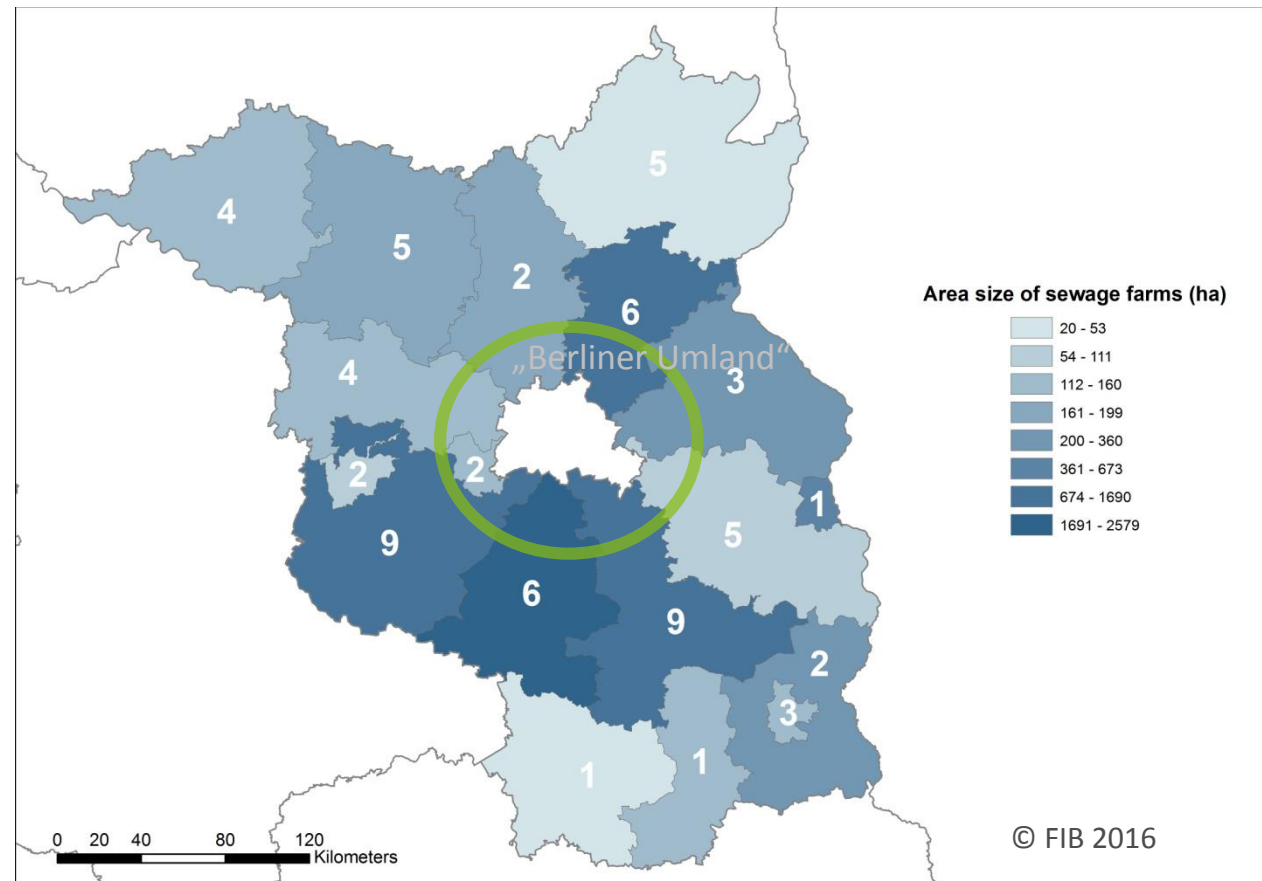 5
4
5
2
6
„Berliner Umland“
3
4
2
2
1
9
5
6
9
2
3
1
1
Area size of sewage farms (ha)
20 - 53
54 - 111
112 - 160
161 - 199
200 - 360
361 - 673
674 - 1690
1691 - 2579
0 20 40 80 120
Kilometers
© FIB 2016